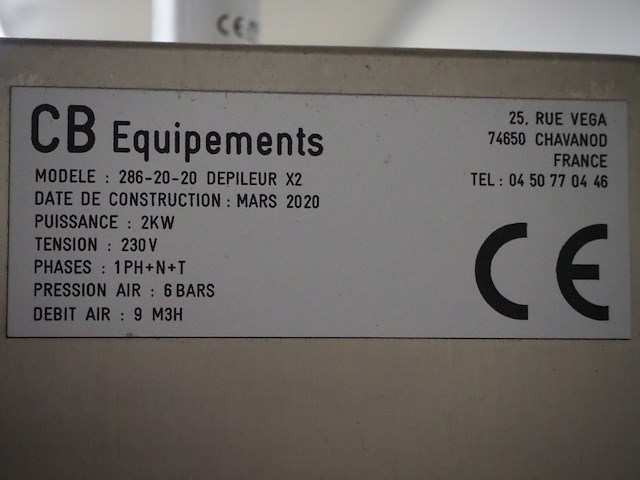 CB Equipements
MODELE : 286-20-20 DEPILEUR X2
DATE DE CONSTRUCTION : MARS 2020
PUISSANCE : 2KW
TENSION : 230V
PHASES : 1PH+N+T
PRESSION AIR : 6 BARS
DEBIT AIR : 9 M3H
25, RUE VEGA
74650 CHAVANOD
FRANCE
TEL : 04 50 77 04 46
CE